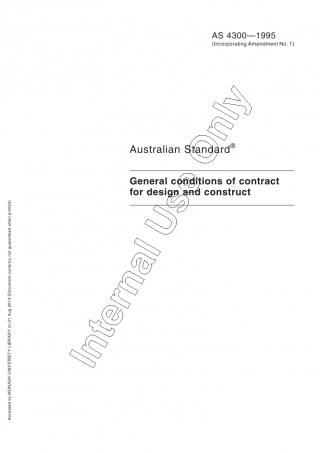 AS 4300—1995
(Incorporating Amendment No. 1)
Australian Standard®
General conditions of contract
for design and construct
Internal Use Only
Accessed by MONASH UNIVERSITY LIBRARY on 21 Aug 2013 (Document currency not guaranteed when printed)